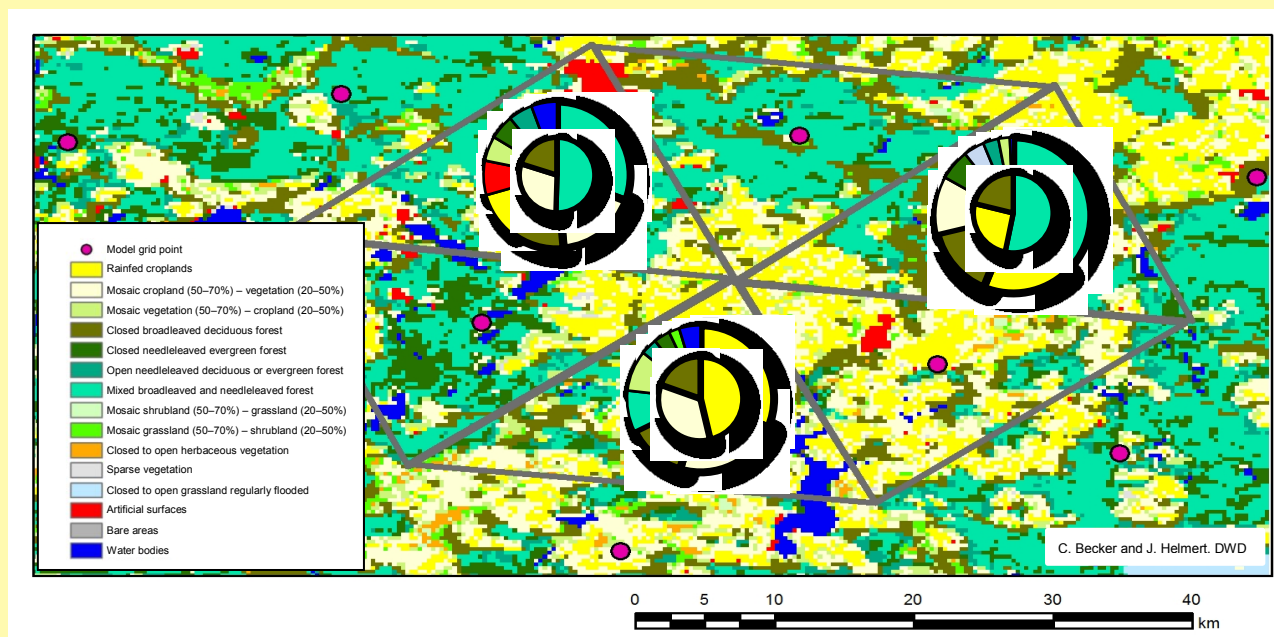 Model grid point
Rainfed croplands
Mosaic cropland (50–70%) – vegetation (20–50%)
Mosaic vegetation (50–70%) – cropland (20–50%)
Closed broadleaved deciduous forest
Closed needleleaved evergreen forest
Open needleleaved deciduous or evergreen forest
Mixed broadleaved and needleleaved forest
Mosaic shrubland (50–70%) – grassland (20–50%)
Mosaic grassland (50–70%) – shrubland (20–50%)
Closed to open herbaceous vegetation
Sparse vegetation
Closed to open grassland regularly flooded
Artificial surfaces
Bare areas
Water bodies
C. Becker and J. Helmert. DWD
0 5 10 20 30 40
km